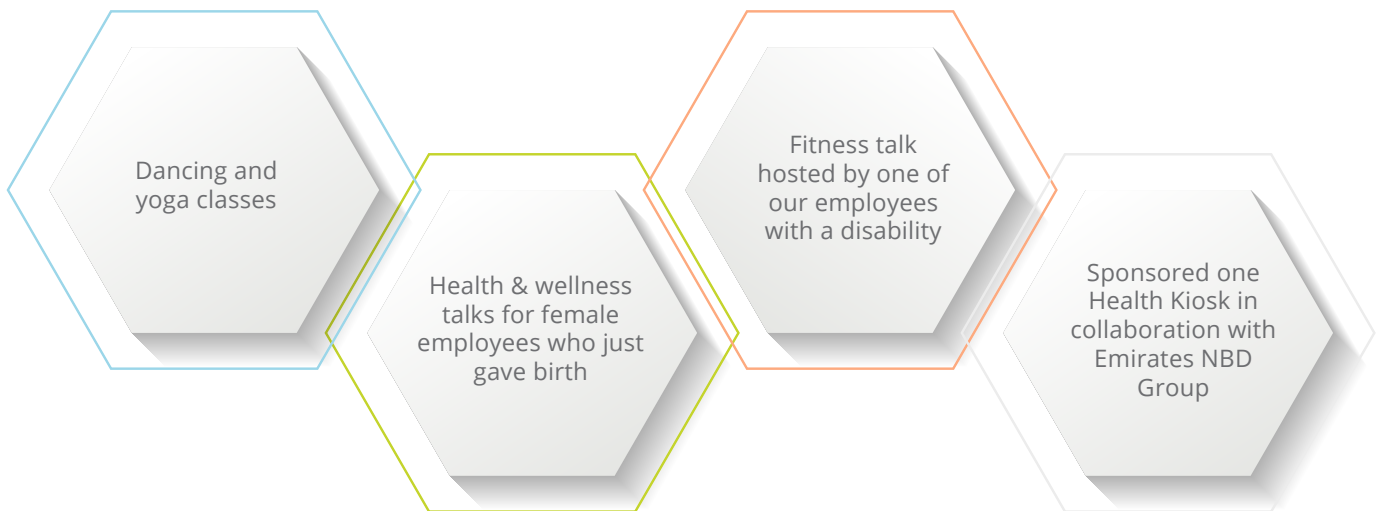 Dancing and
yoga classes
Health & wellness
talks for female
employees who just
gave birth
Fitness talk
hosted by one of
our employees
with a disability
Sponsored one
Health Kiosk in
collaboration with
Emirates NBD
Group